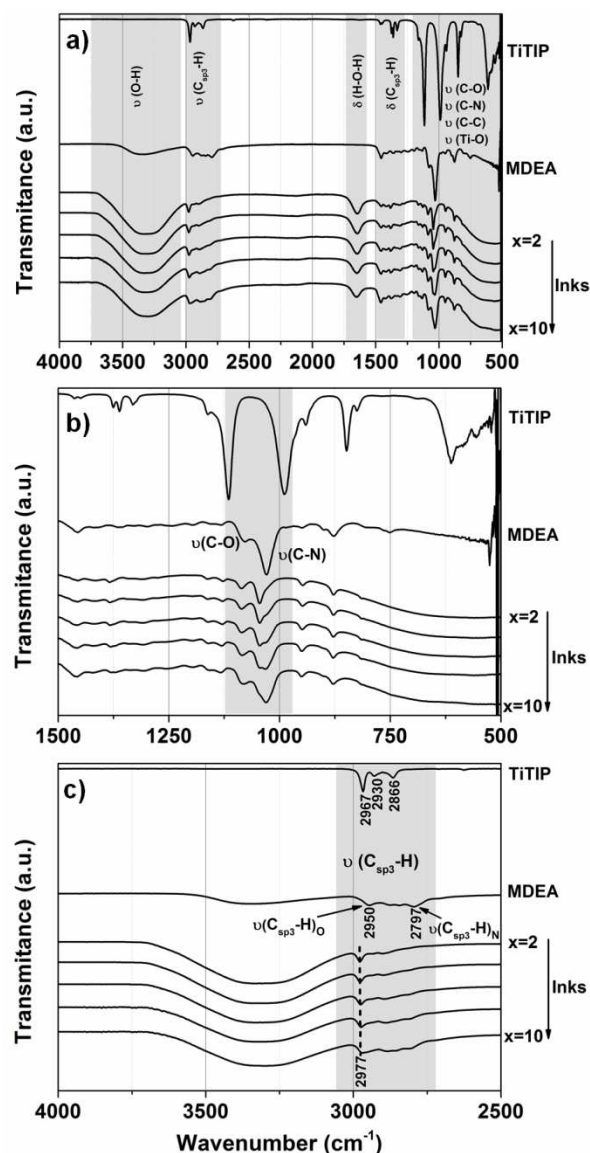 a)
TiTIP
υ (O-H)
υ (Csp3-H)
δ (H-O-H)
δ (Csp3-H)
υ (C-O)
υ (C-N)
υ (C-C)
υ (Ti-O)
MDEA
x=2
Inks
x=10
Transmitance (a.u.)
4000 3500 3000 2500 2000 1500 1000 500
b)
TiTIP
MDEA
υ(C-O)
υ(C-N)
x=2
Inks
x=10
Transmitance (a.u.)
1500 1250 1000 750 500
c)
TiTIP
2967
2930
2866
υ (Csp3-H)
MDEA
υ(Csp3-H)O
2950
2797
υ(Csp3-H)N
x=2
Inks
x=10
2977
Transmitance (a.u.)
4000 3500 3000 2500
Wavenumber (cm-1)